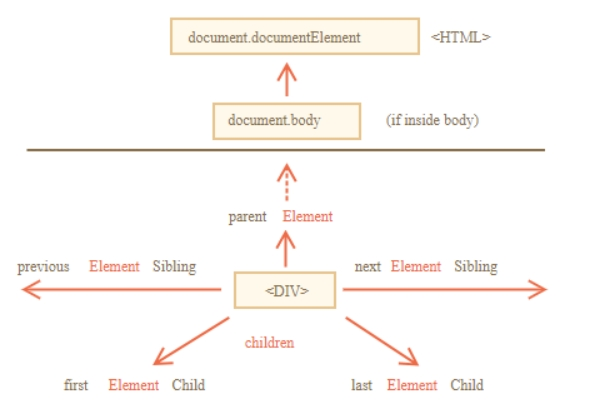 document.documentElement <HTML>
document.body (if inside body)
parent Element
previous Element Sibling next Element Sibling
<DIV>
children
first Element Child last Element Child